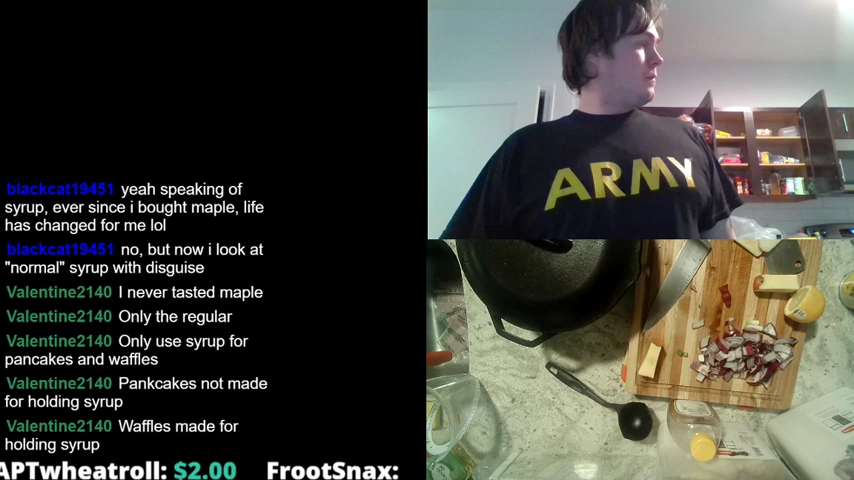 blackcat19451 yeah speaking of
syrup, ever since i bought maple, life
has changed for me lol
blackcat19451 no, but now i look at
"normal" syrup with disguise
Valentine2140 I never tasted maple
Valentine2140 Only the regular
Valentine2140 Only use syrup for
pancakes and waffles
Valentine2140 Pankcakes not made
for holding syrup
Valentine2140 Waffles made for
holding syrup
APTwheatroll: $2.00 FrootSnax:
ARMY